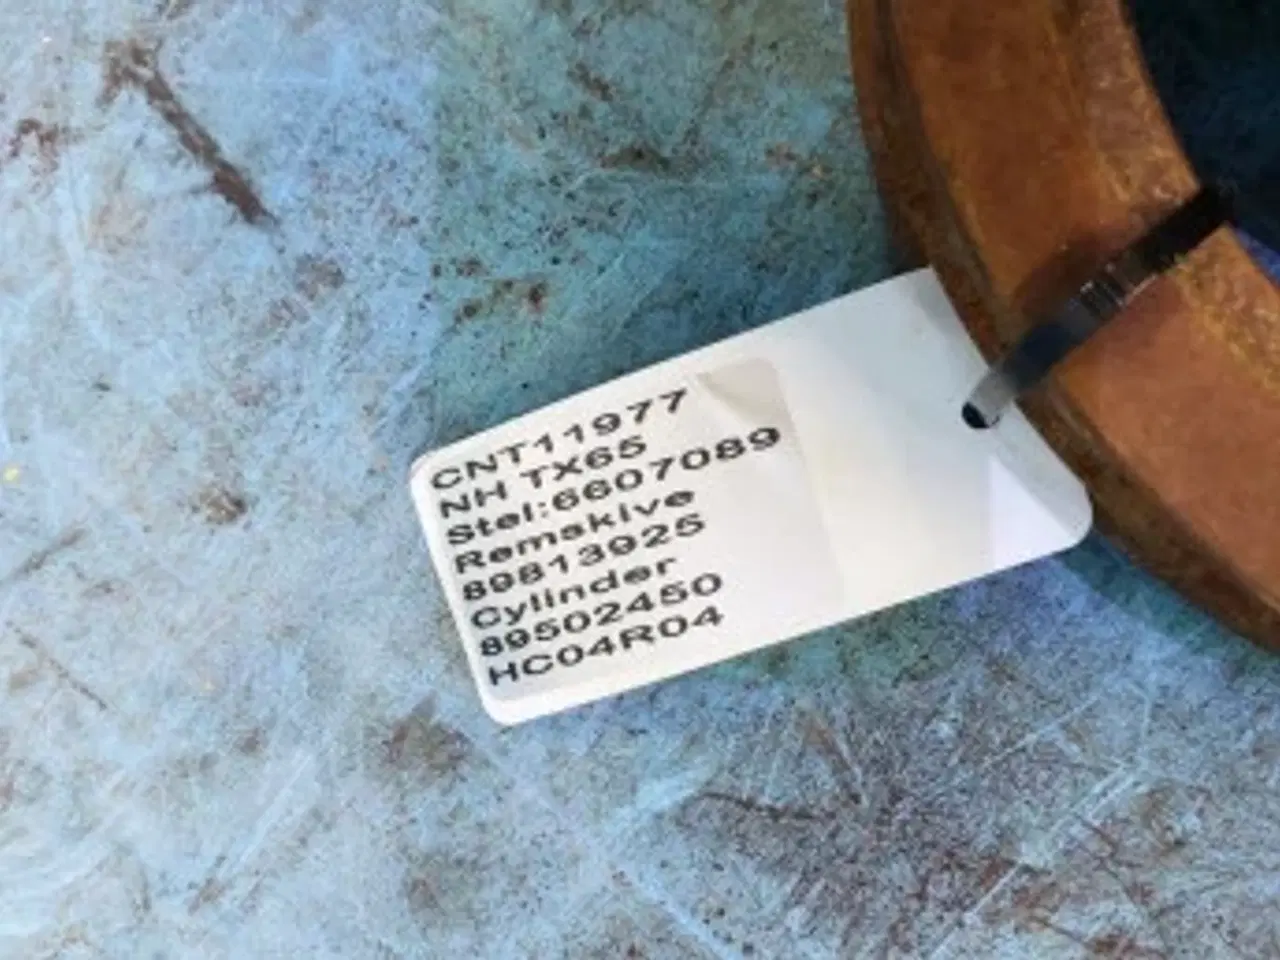 CNT11977
NH TX65
Stel:6607089
Remskive
89813925
Cylinder
89502450
HC04R04